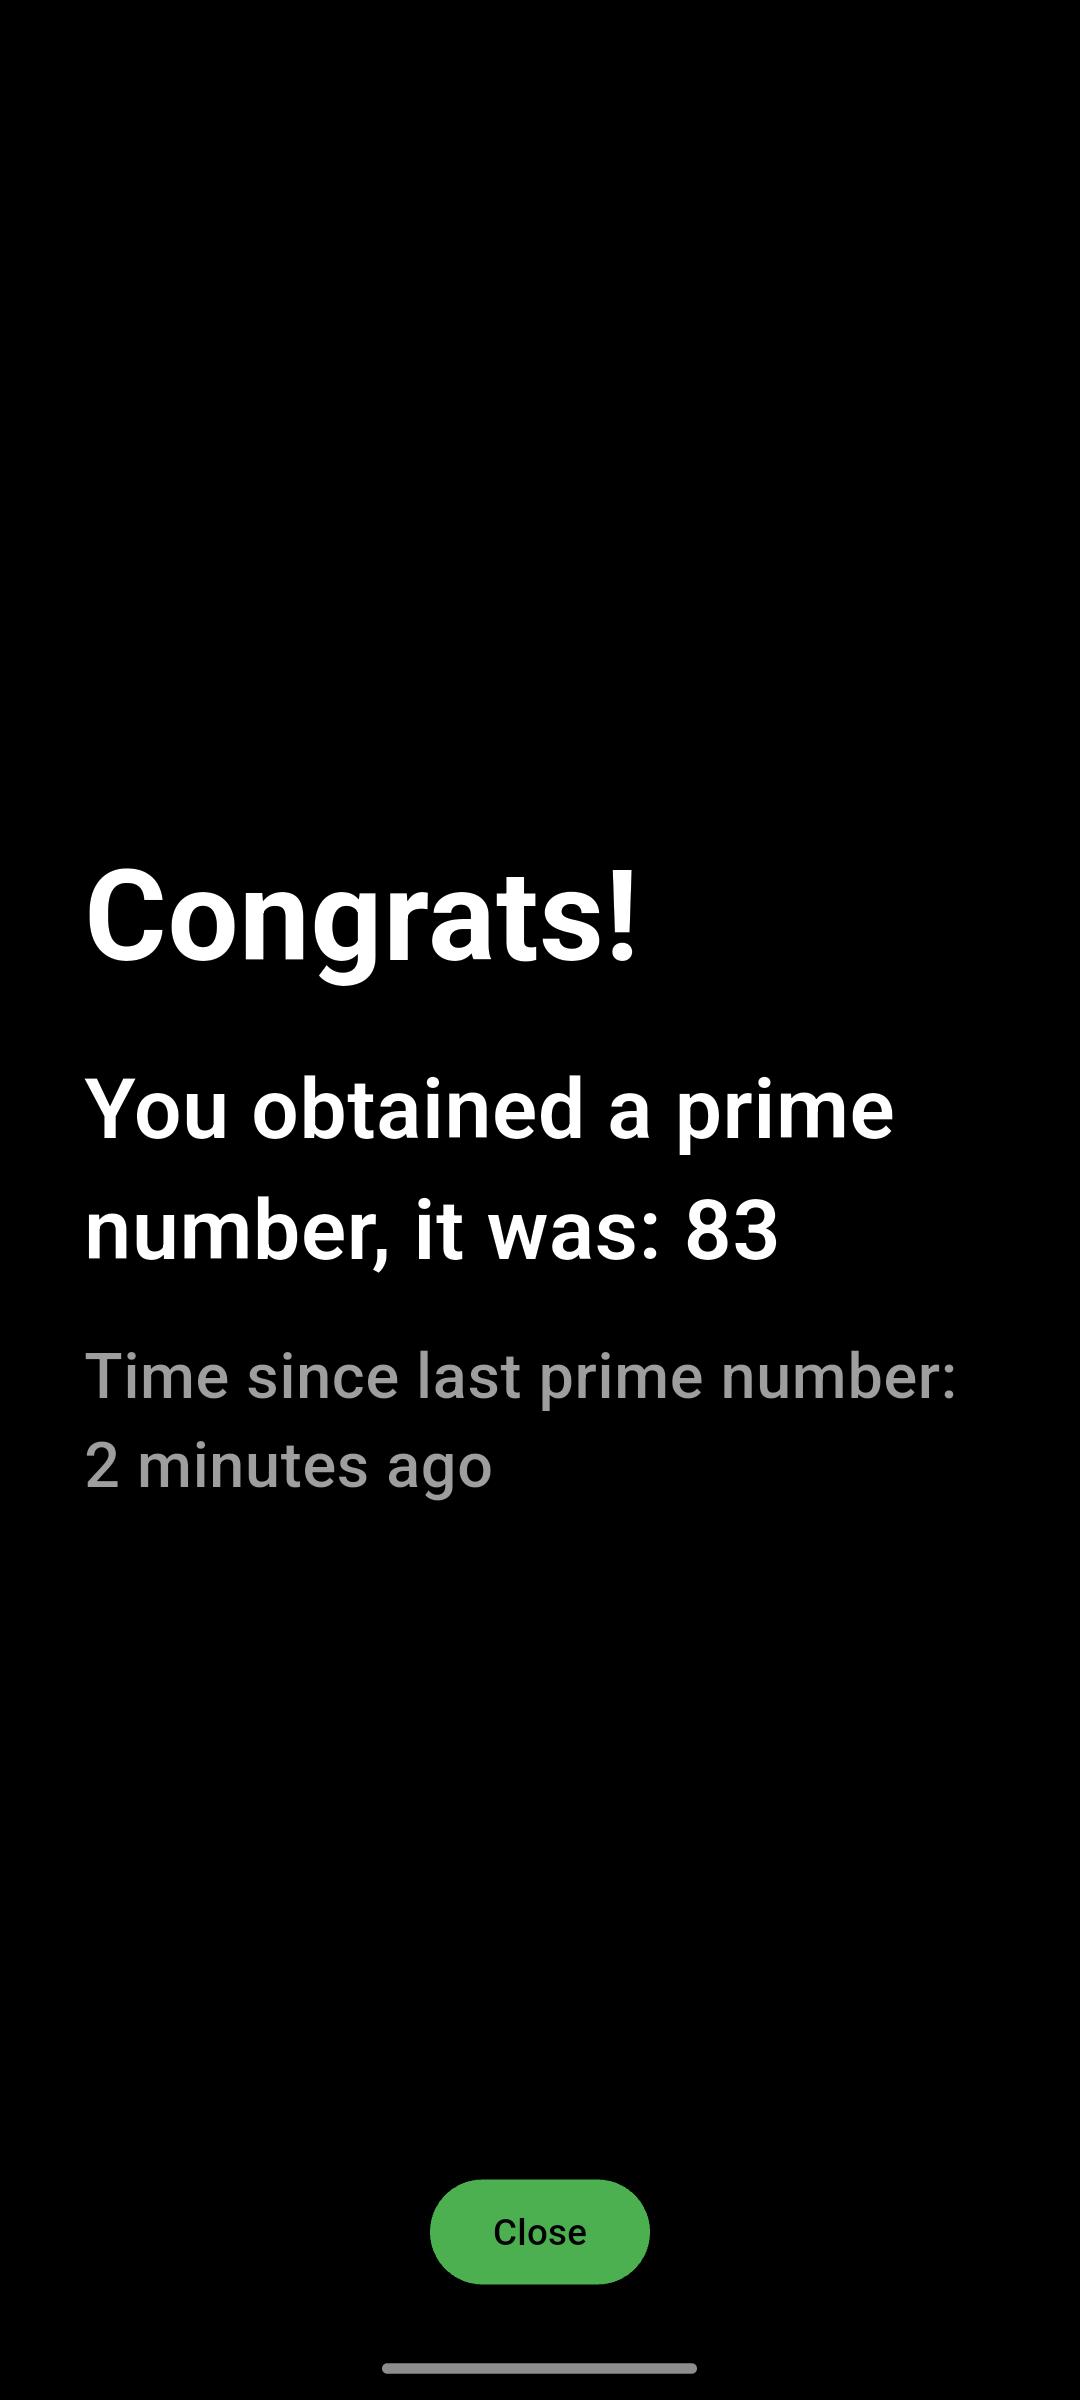 Congrats!
You obtained a prime
number, it was: 83
Time since last prime number:
2 minutes ago
Close